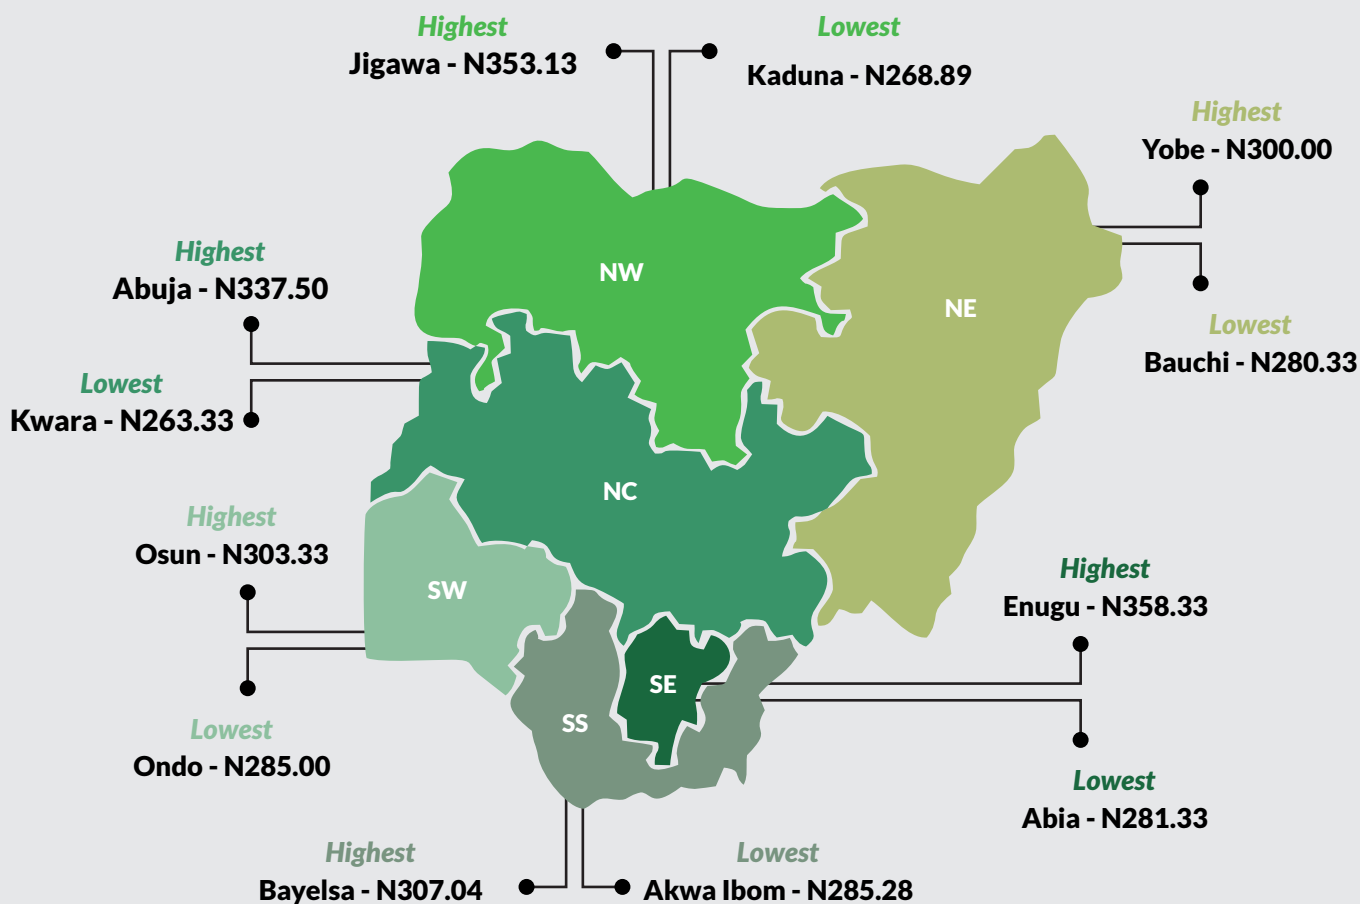 Highest
Jigawa - N353.13
Lowest
Kaduna - N268.89
Highest
Yobe - N300.00
Lowest
Bauchi - N280.33
Highest
Abuja - N337.50
Lowest
Kwara - N263.33
NW
NE
NC
Highest
Osun - N303.33
Lowest
Ondo - N285.00
SW
SS
SE
Highest
Enugu - N358.33
Lowest
Abia - N281.33
Highest
Bayelsa - N307.04
Lowest
Akwa Ibom - N285.28